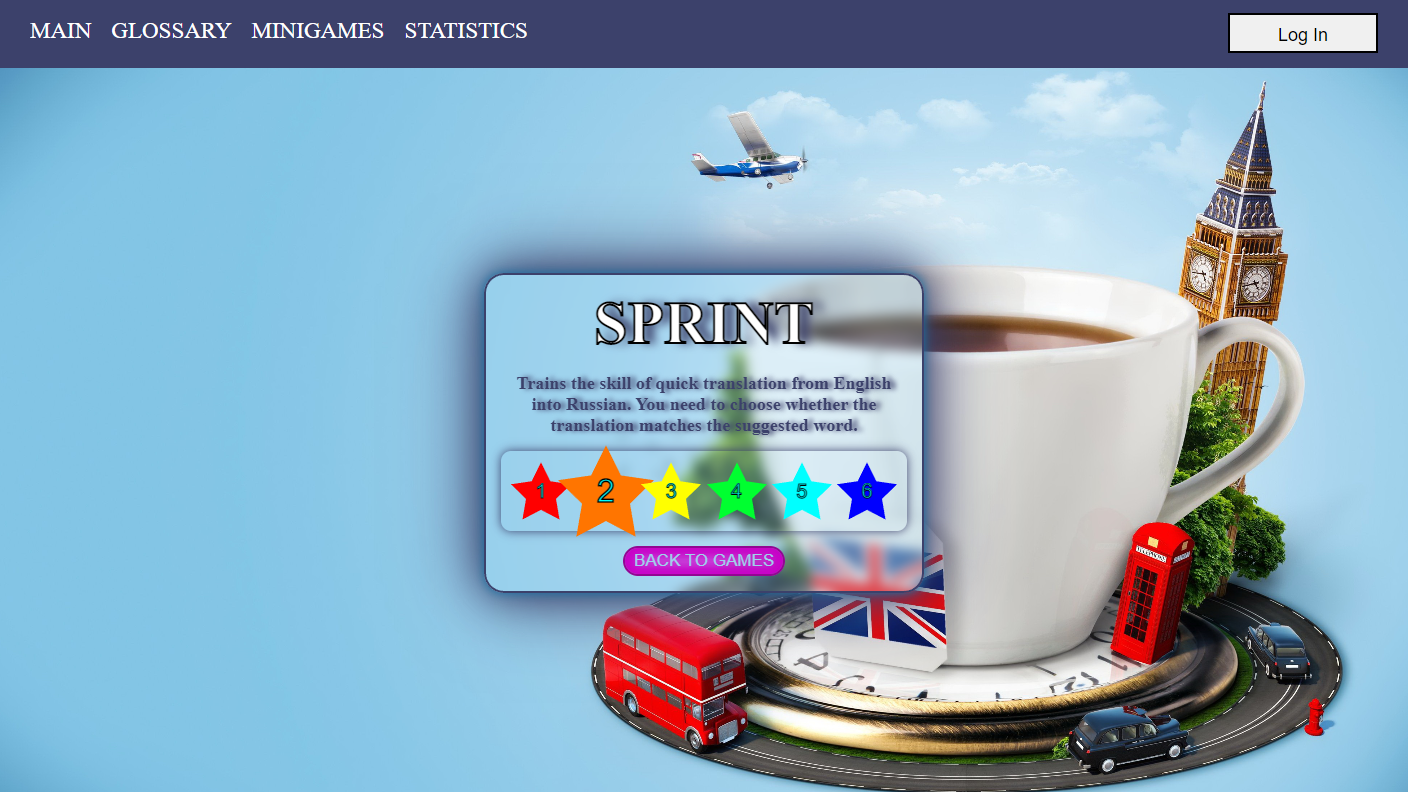 MAIN GLOSSARY MINIGAMES STATISTICS Log In
SPRINT
Trains the skill of quick translation from English
into Russian. You need to choose whether the
translation matches the suggested word.
1 2 3 4 5 6
BACK TO GAMES
TELEPHONE